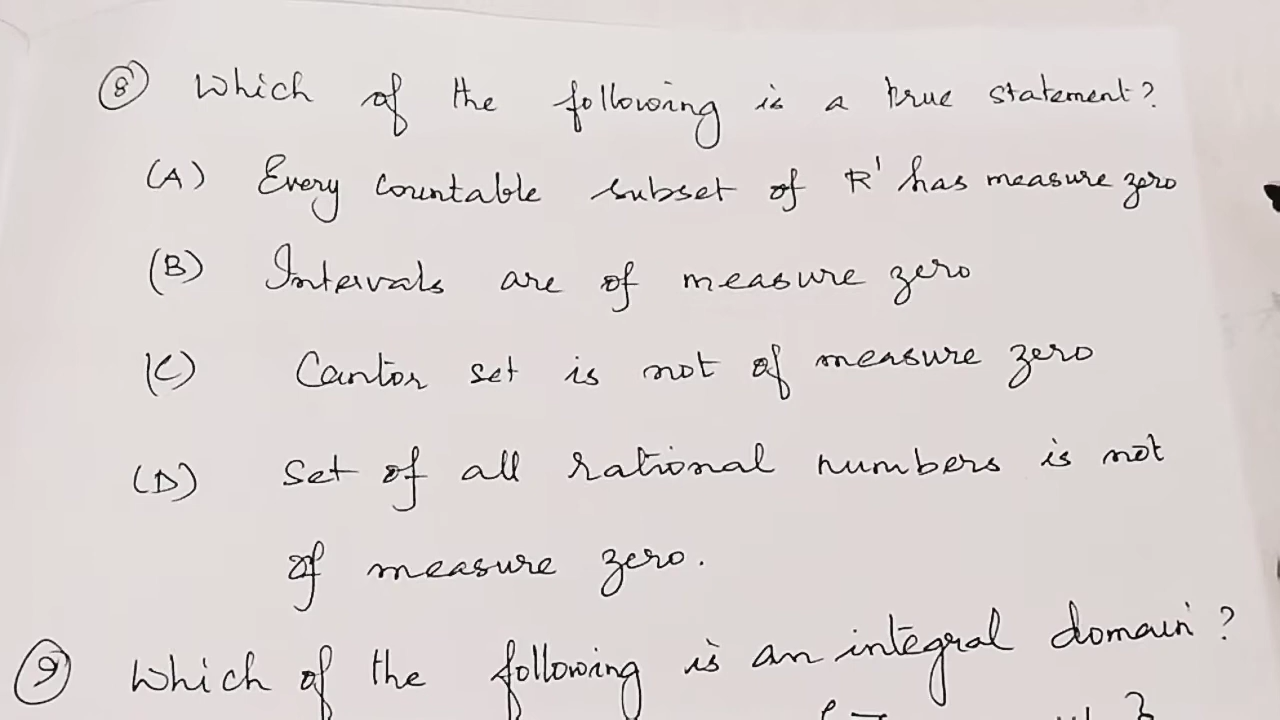 ⑧ Which of the following is a true statement?
(A) Every countable subset of R¹ has measure zero
(B) Intervals are of measure zero
(C) Cantor set is not of measure zero
(D) Set of all rational numbers is not
of measure zero.
⑨ Which of the following is an integral domain?